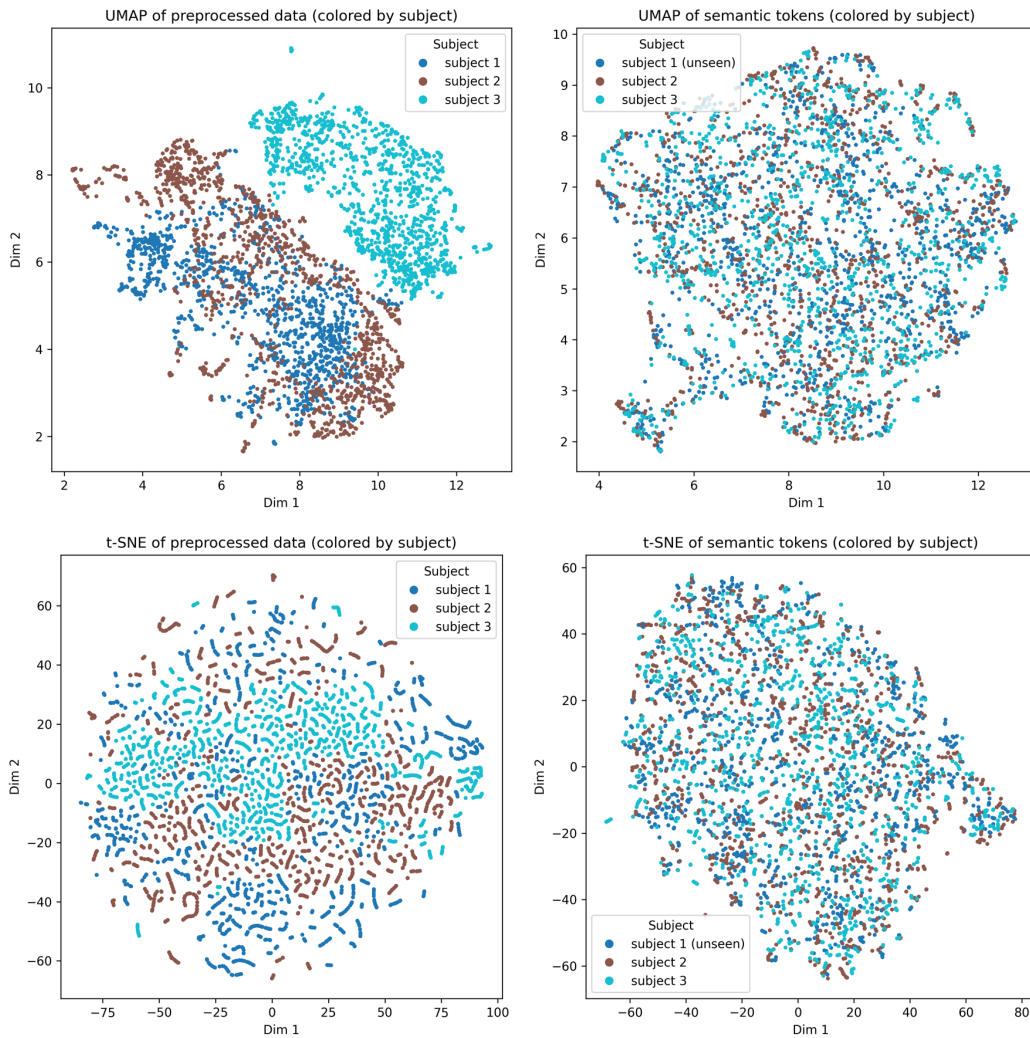 UMAP of preprocessed data (colored by subject)
Subject
subject 1
subject 2
subject 3
10
8
6
4
2
Dim 2
2
4
6
8
10
12
Dim 1
UMAP of semantic tokens (colored by subject)
Subject
subject 1 (unseen)
subject 2
subject 3
10
9
8
7
6
5
4
3
2
Dim 2
4
6
8
10
12
Dim 1
t-SNE of preprocessed data (colored by subject)
Subject
subject 1
subject 2
subject 3
60
40
20
0
−20
−40
−60
Dim 2
−75
−50
−25
0
25
50
75
100
Dim 1
t-SNE of semantic tokens (colored by subject)
60
40
20
0
−20
−40
−60
Dim 2
Subject
subject 1 (unseen)
subject 2
subject 3
−60
−40
−20
0
20
40
60
80
Dim 1